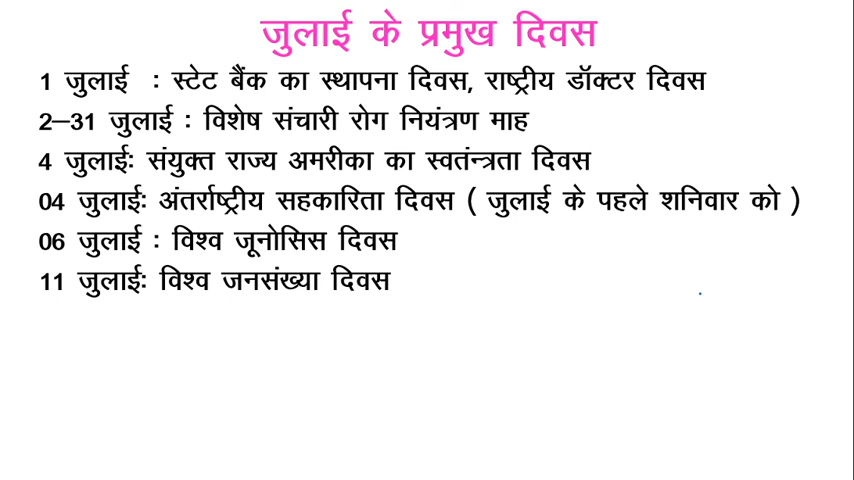 जुलाई के प्रमुख दिवस
1 जुलाई : स्टेट बैंक का स्थापना दिवस, राष्ट्रीय डॉक्टर दिवस
2–31 जुलाई : विशेष संचारी रोग नियंत्रण माह
4 जुलाई: संयुक्त राज्य अमरीका का स्वतंन्त्रता दिवस
04 जुलाई: अंतर्राष्ट्रीय सहकारिता दिवस ( जुलाई के पहले शनिवार को )
06 जुलाई : विश्व जूनोसिस दिवस
11 जुलाई: विश्व जनसंख्या दिवस